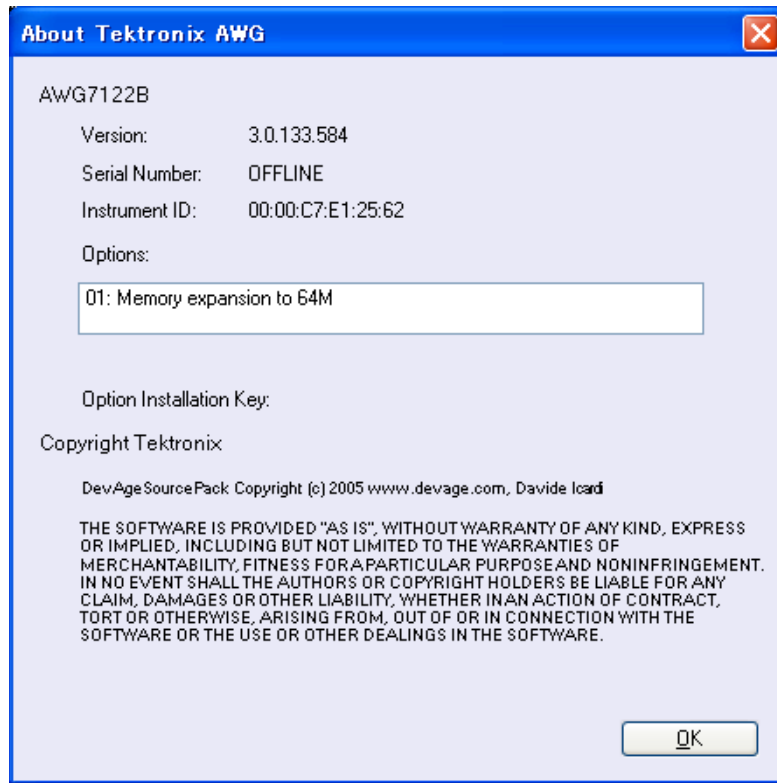 About Tektronix AWG
AWG7122B
Version: 3.0.133.584
Serial Number: OFFLINE
Instrument ID: 00:00:C7:E1:25:62
Options:
01: Memory expansion to 64M
Option Installation Key:
Copyright Tektronix
DevAgeSourcePack Copyright (c) 2005 www.devage.com, Davide Icardi
THE SOFTWARE IS PROVIDED "AS IS", WITHOUT WARRANTY OF ANY KIND, EXPRESS
OR IMPLIED, INCLUDING BUT NOT LIMITED TO THE WARRANTIES OF
MERCHANTABILITY, FITNESS FOR A PARTICULAR PURPOSE AND NONINFRINGEMENT.
IN NO EVENT SHALL THE AUTHORS OR COPYRIGHT HOLDERS BE LIABLE FOR ANY
CLAIM, DAMAGES OR OTHER LIABILITY, WHETHER IN AN ACTION OF CONTRACT,
TORT OR OTHERWISE, ARISING FROM, OUT OF OR IN CONNECTION WITH THE
SOFTWARE OR THE USE OR OTHER DEALINGS IN THE SOFTWARE.
OK